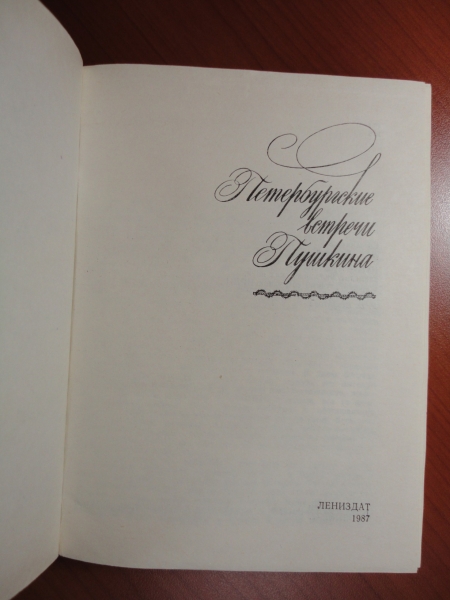 Петербургские
встречи
Пушкина
ЛЕНИЗДАТ
1987